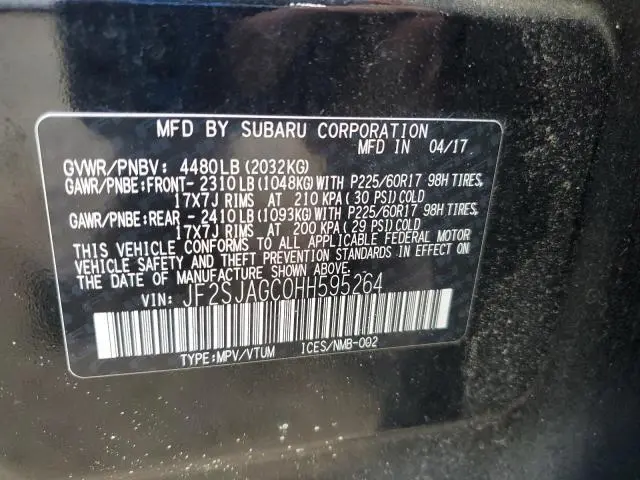 MFD BY SUBARU CORPORATION
MFD IN 04/17
GVWR/PNBV: 4480LB (2032KG)
GAWR/PNBE:FRONT- 2310LB(1048KG)WITH P225/60R17 98H TIRES,
17X7J RIMS AT 210 KPA(30 PSI)COLD
GAWR/PNBE:REAR - 2410LB(1093KG)WITH P225/60R17 98H TIRES,
17X7J RIMS AT 200 KPA(29 PSI)COLD
THIS VEHICLE CONFORMS TO ALL APPLICABLE FEDERAL MOTOR
VEHICLE SAFETY AND THEFT PREVENTION STANDARDS IN EFFECT ON
THE DATE OF MANUFACTURE SHOWN ABOVE.
VIN: JF2SJAGC0HH595264
TYPE:MPV/VTUM ICES/NMB-002